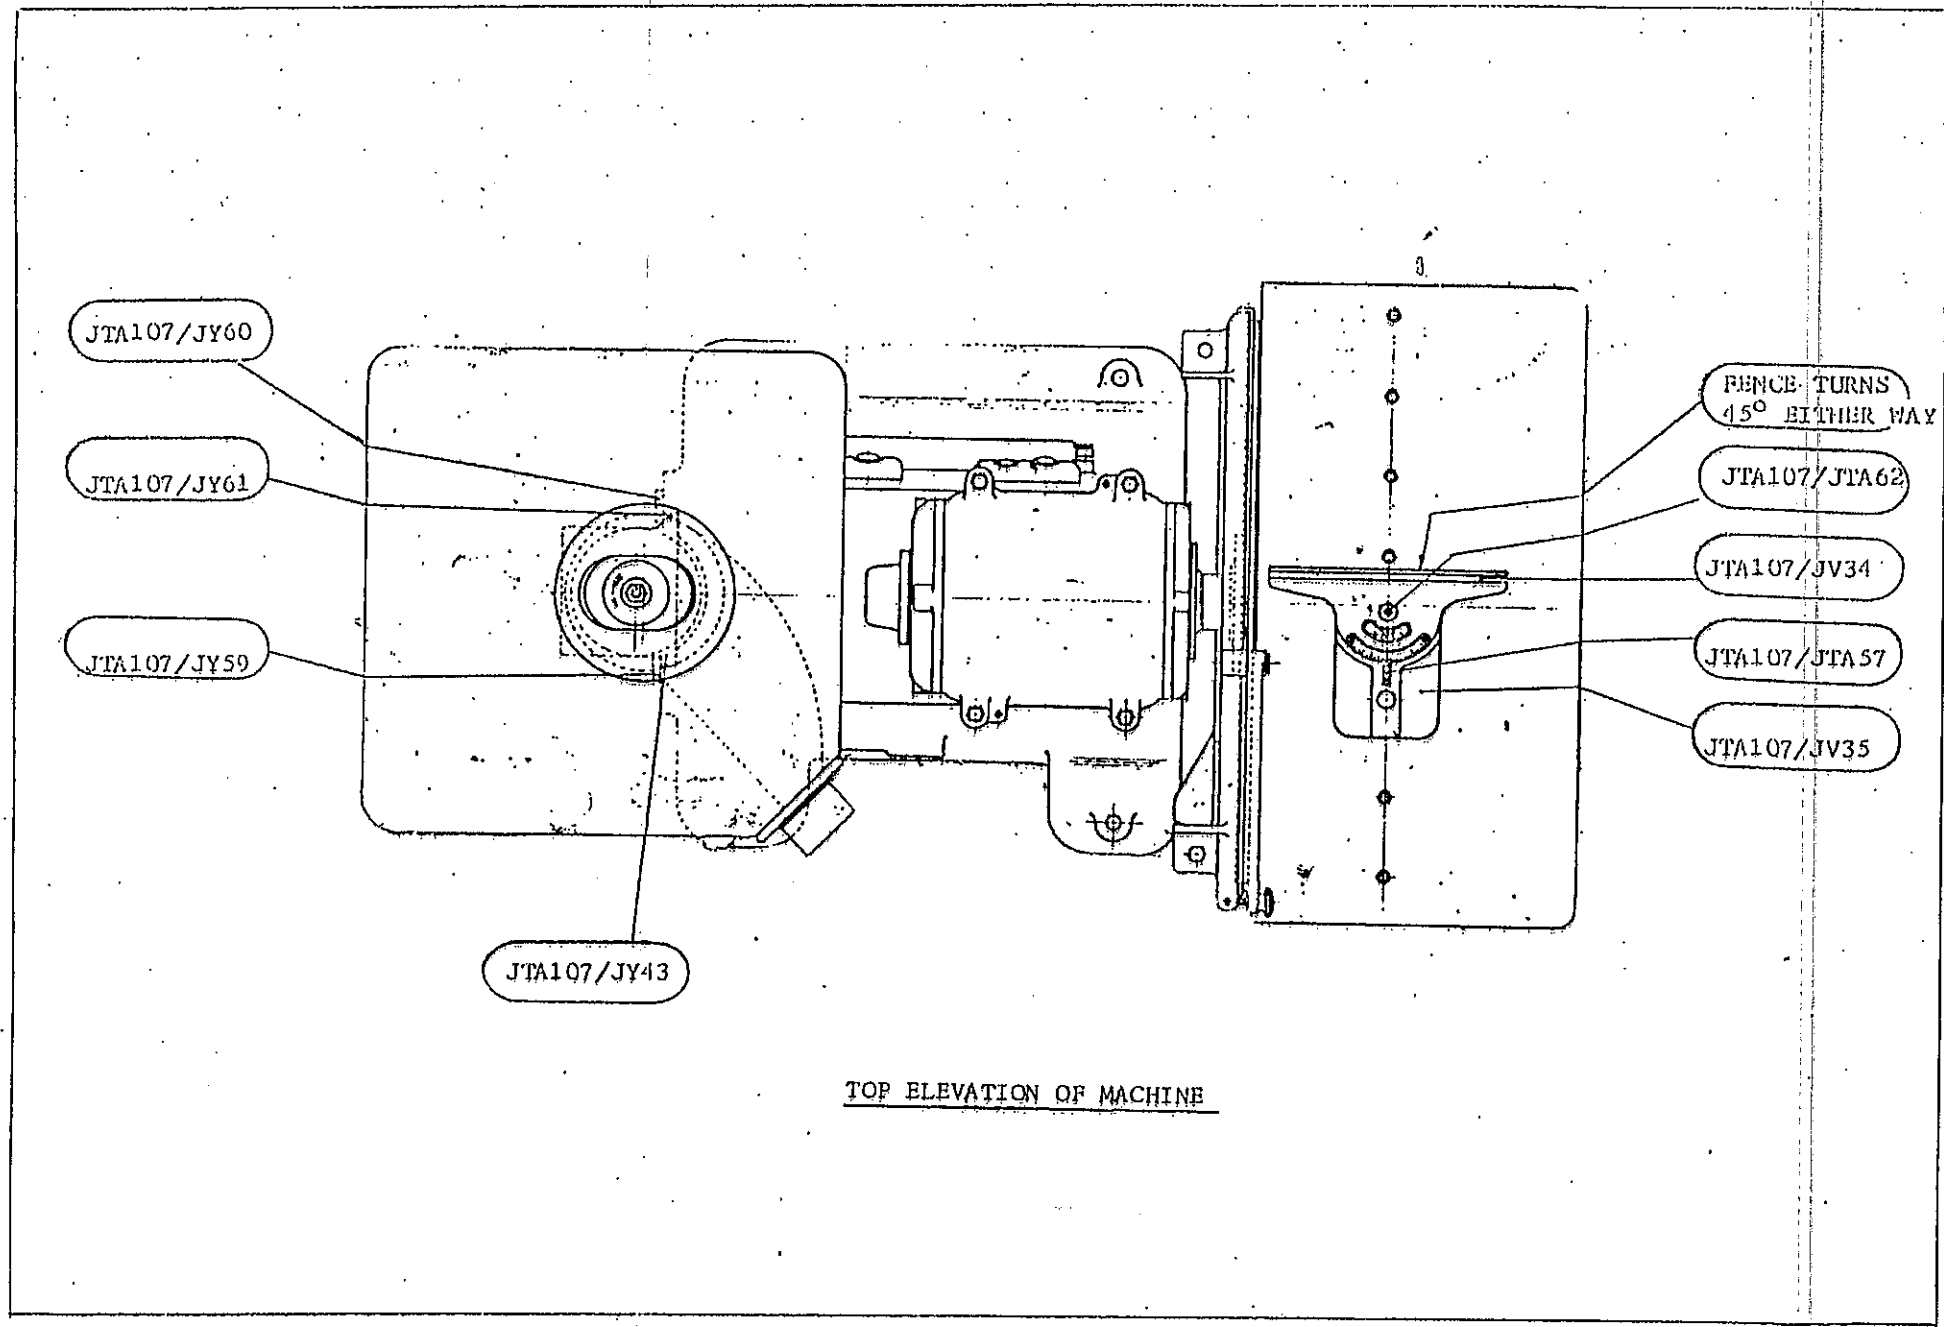 JTA107/JY60
JTA107/JY61
JTA107/JY59
JTA107/JY43
FENCE TURNS
45° EITHER WAY
JTA107/JTA62
JTA107/JV34
JTA107/JTA57
JTA107/JV35
TOP ELEVATION OF MACHINE